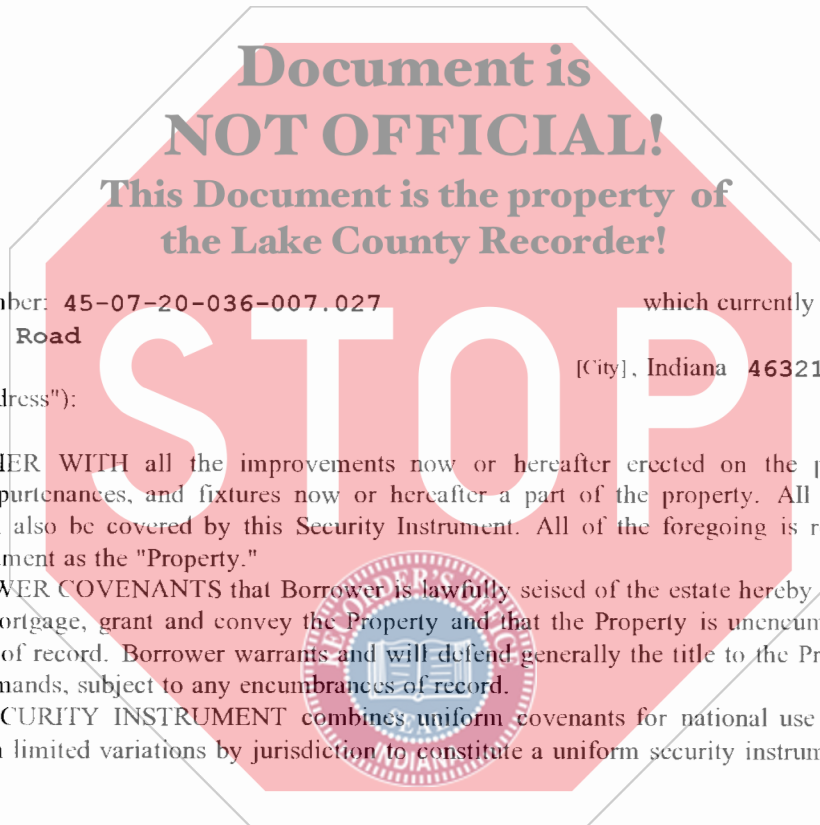 Document is
NOT OFFICIAL!
This Document is the property of
the Lake County Recorder!
nber: 45-07-20-036-007.027 which currently
Road
[City], Indiana 46321
dress"):
STOP
IER WITH all the improvements now or hereafter erected on the p
purtenances, and fixtures now or hereafter a part of the property. All
also be covered by this Security Instrument. All of the foregoing is r
ment as the "Property."
WER COVENANTS that Borrower is lawfully seised of the estate hereby
ortgage, grant and convey the Property and that the Property is unencum
of record. Borrower warrants and will defend generally the title to the Pr
mands, subject to any encumbrances of record.
CURITY INSTRUMENT combines uniform covenants for national use
limited variations by jurisdiction to constitute a uniform security instrum
RECORDER'S OFFICE
SEAL
INDIANA